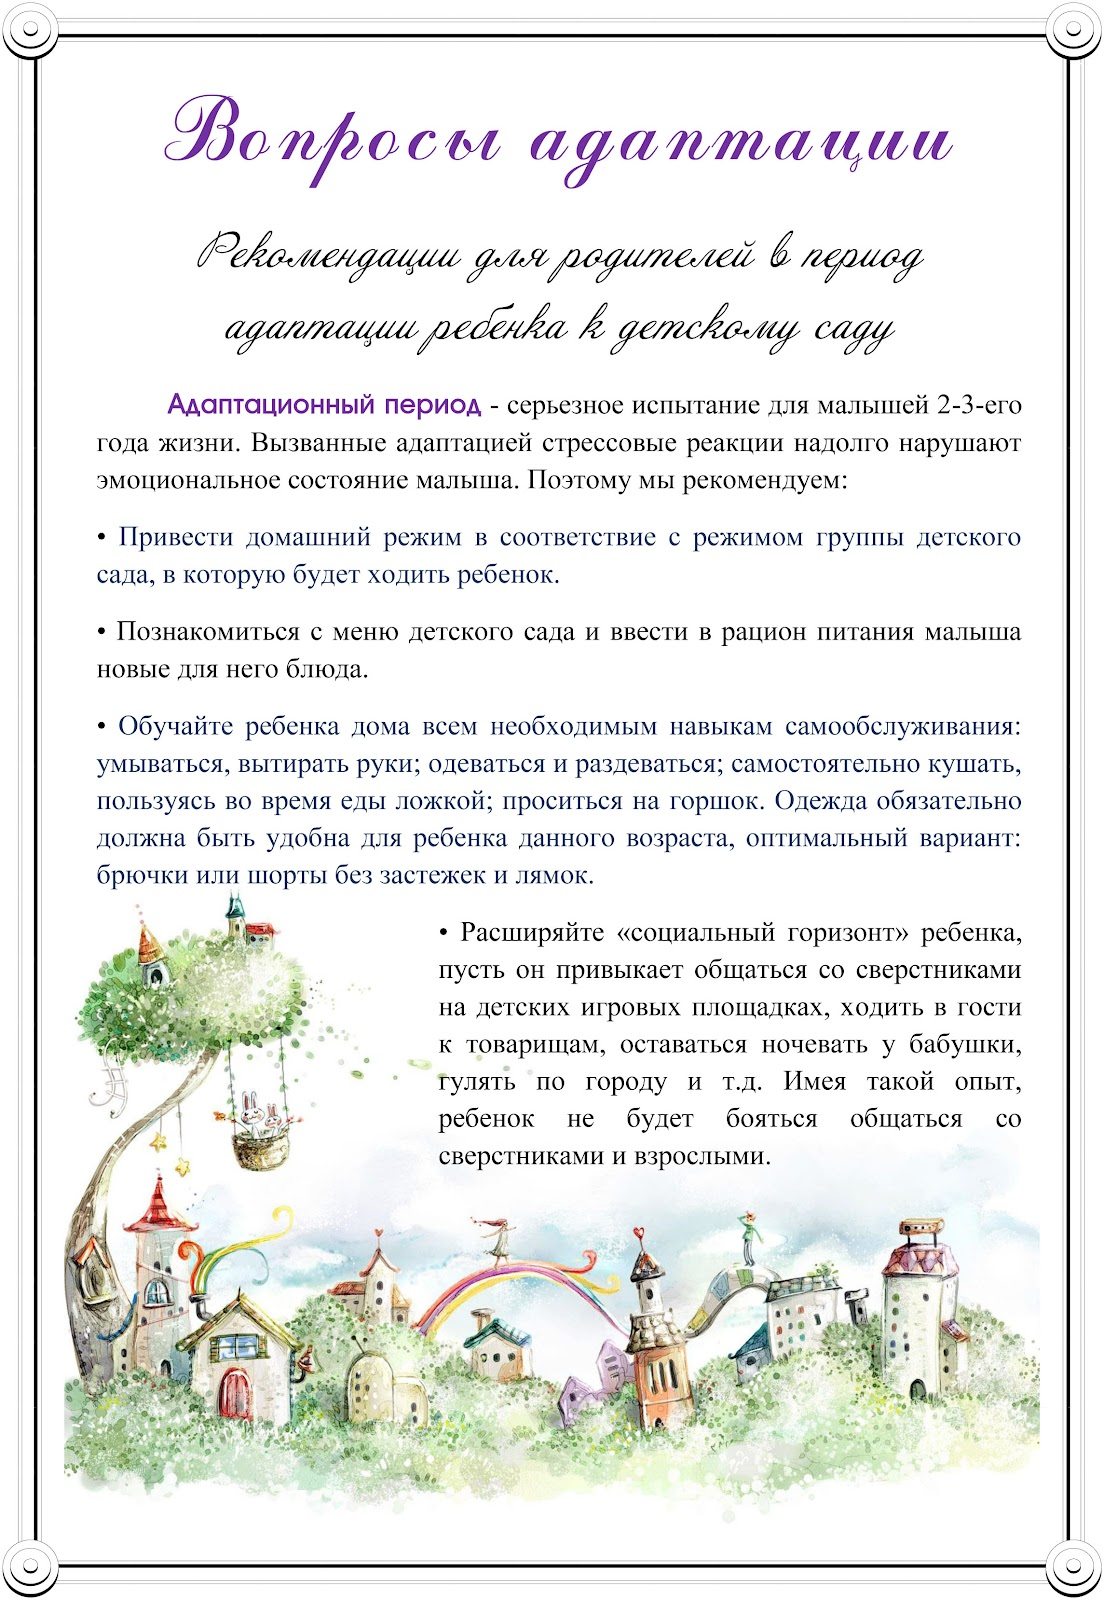 Вопросы адаптации
Рекомендации для родителей в период
адаптации ребенка к детскому саду
Адаптационный период - серьезное испытание для малышей 2-3-его
года жизни. Вызванные адаптацией стрессовые реакции надолго нарушают
эмоциональное состояние малыша. Поэтому мы рекомендуем:
• Привести домашний режим в соответствие с режимом группы детского
сада, в которую будет ходить ребенок.
• Познакомиться с меню детского сада и ввести в рацион питания малыша
новые для него блюда.
• Обучайте ребенка дома всем необходимым навыкам самообслуживания:
умываться, вытирать руки; одеваться и раздеваться; самостоятельно кушать,
пользуясь во время еды ложкой; проситься на горшок. Одежда обязательно
должна быть удобна для ребенка данного возраста, оптимальный вариант:
брючки или шорты без застежек и лямок.
• Расширяйте «социальный горизонт» ребенка,
пусть он привыкает общаться со сверстниками
на детских игровых площадках, ходить в гости
к товарищам, оставаться ночевать у бабушки,
гулять по городу и т.д. Имея такой опыт,
ребенок не будет бояться общаться со
сверстниками и взрослыми.